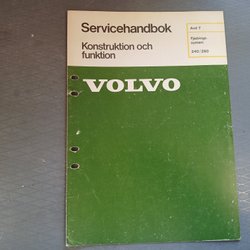 Servicehandbok
Konstruktion och
funktion
Avd 7
Fjädrings-
system
240/260
VOLVO